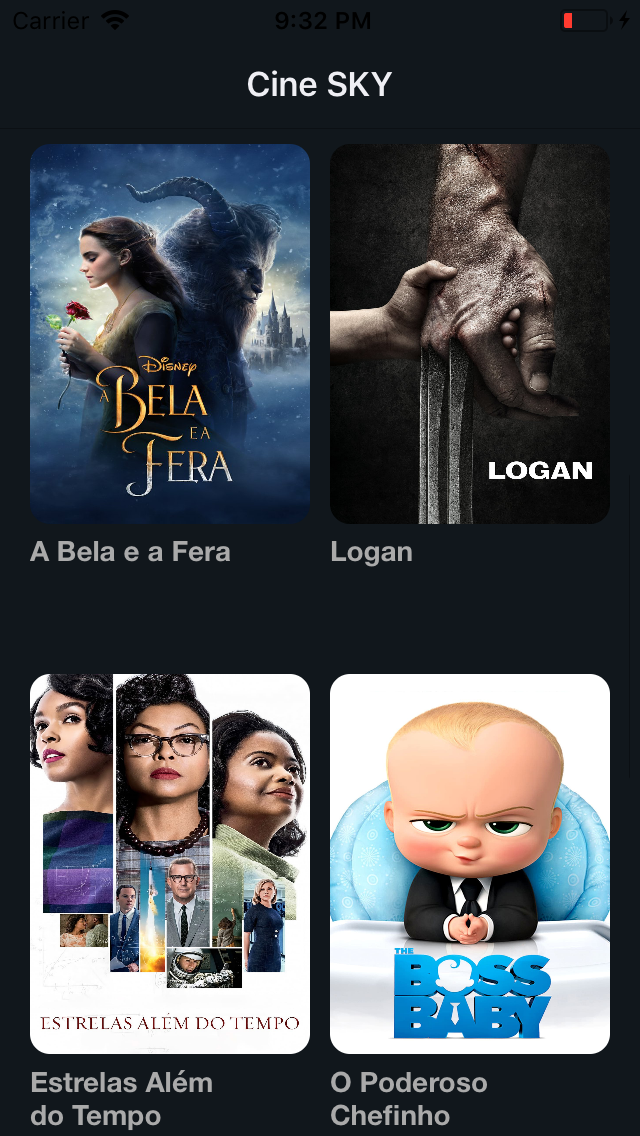 Carrier 9:32 PM
Cine SKY
Disney
A BELA
E A
FERA
LOGAN
A Bela e a Fera
Logan
ESTRELAS ALÉM DO TEMPO
THE
BOSS
BABY
Estrelas Além
do Tempo
O Poderoso
Chefinho